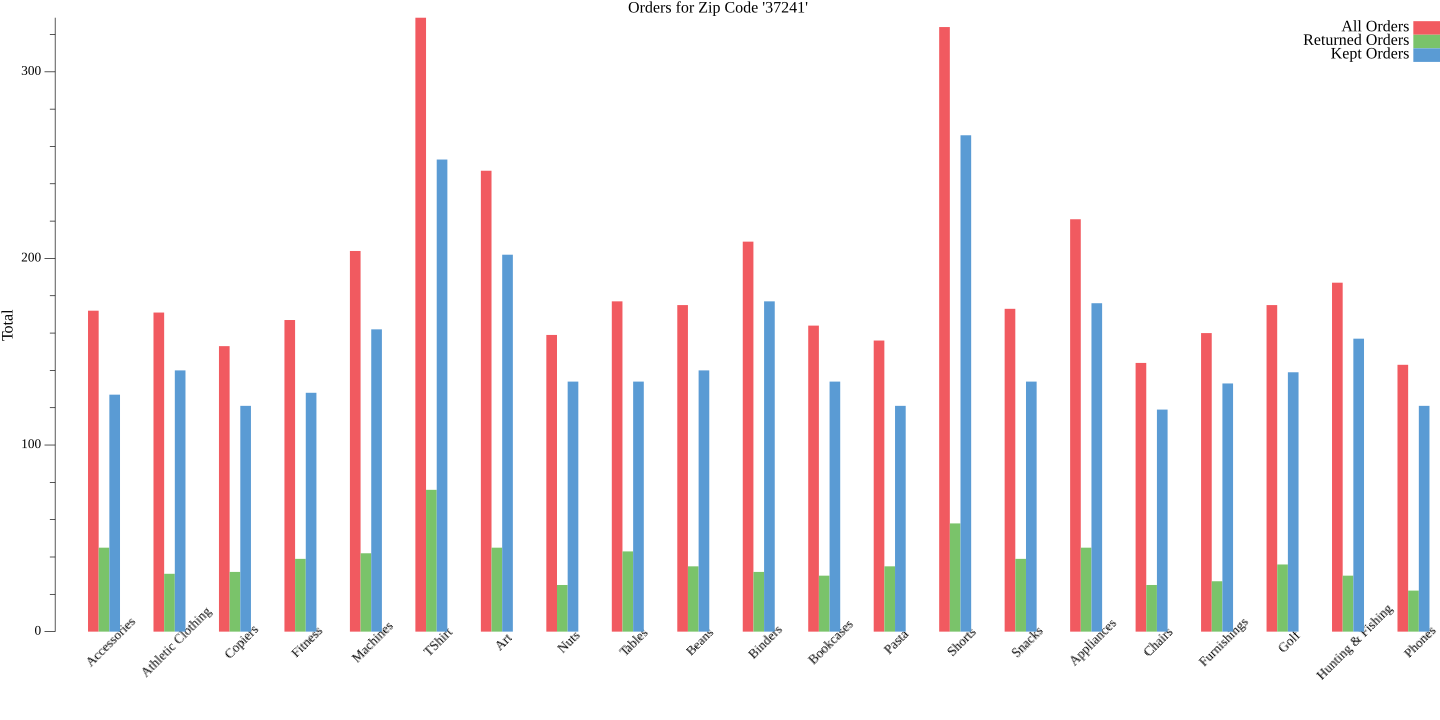 Orders for Zip Code '37241'
All Orders
Returned Orders
Kept Orders
Total
300
200
100
0
Accessories
Athletic Clothing
Copiers
Fitness
Machines
TShirt
Art
Nuts
Tables
Beans
Binders
Bookcases
Pasta
Shorts
Snacks
Appliances
Chairs
Furnishings
Golf
Hunting & Fishing
Phones